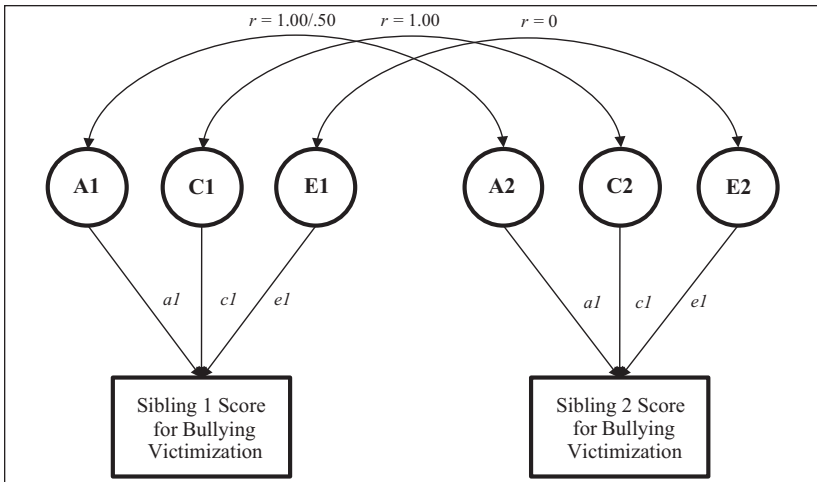 r = 1.00/.50 r = 1.00 r = 0
A1 C1 E1 A2 C2 E2
a1 c1 e1 a1 c1 e1
Sibling 1 Score
for Bullying
Victimization
Sibling 2 Score
for Bullying
Victimization